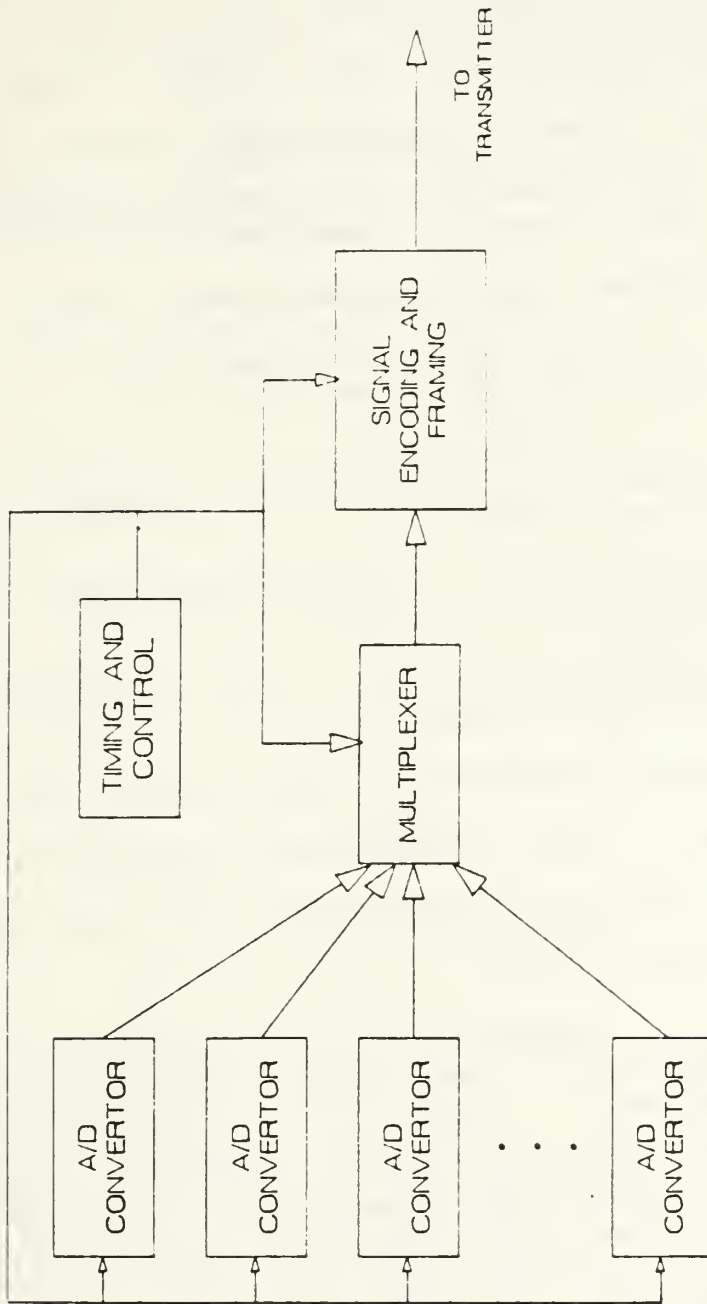 TIMING AND
CONTROL
A/D
CONVERTOR
A/D
CONVERTOR
A/D
CONVERTOR
. . .
A/D
CONVERTOR
MULTIPLEXER
SIGNAL
ENCODING AND
FRAMING
TO
TRANSMITTER